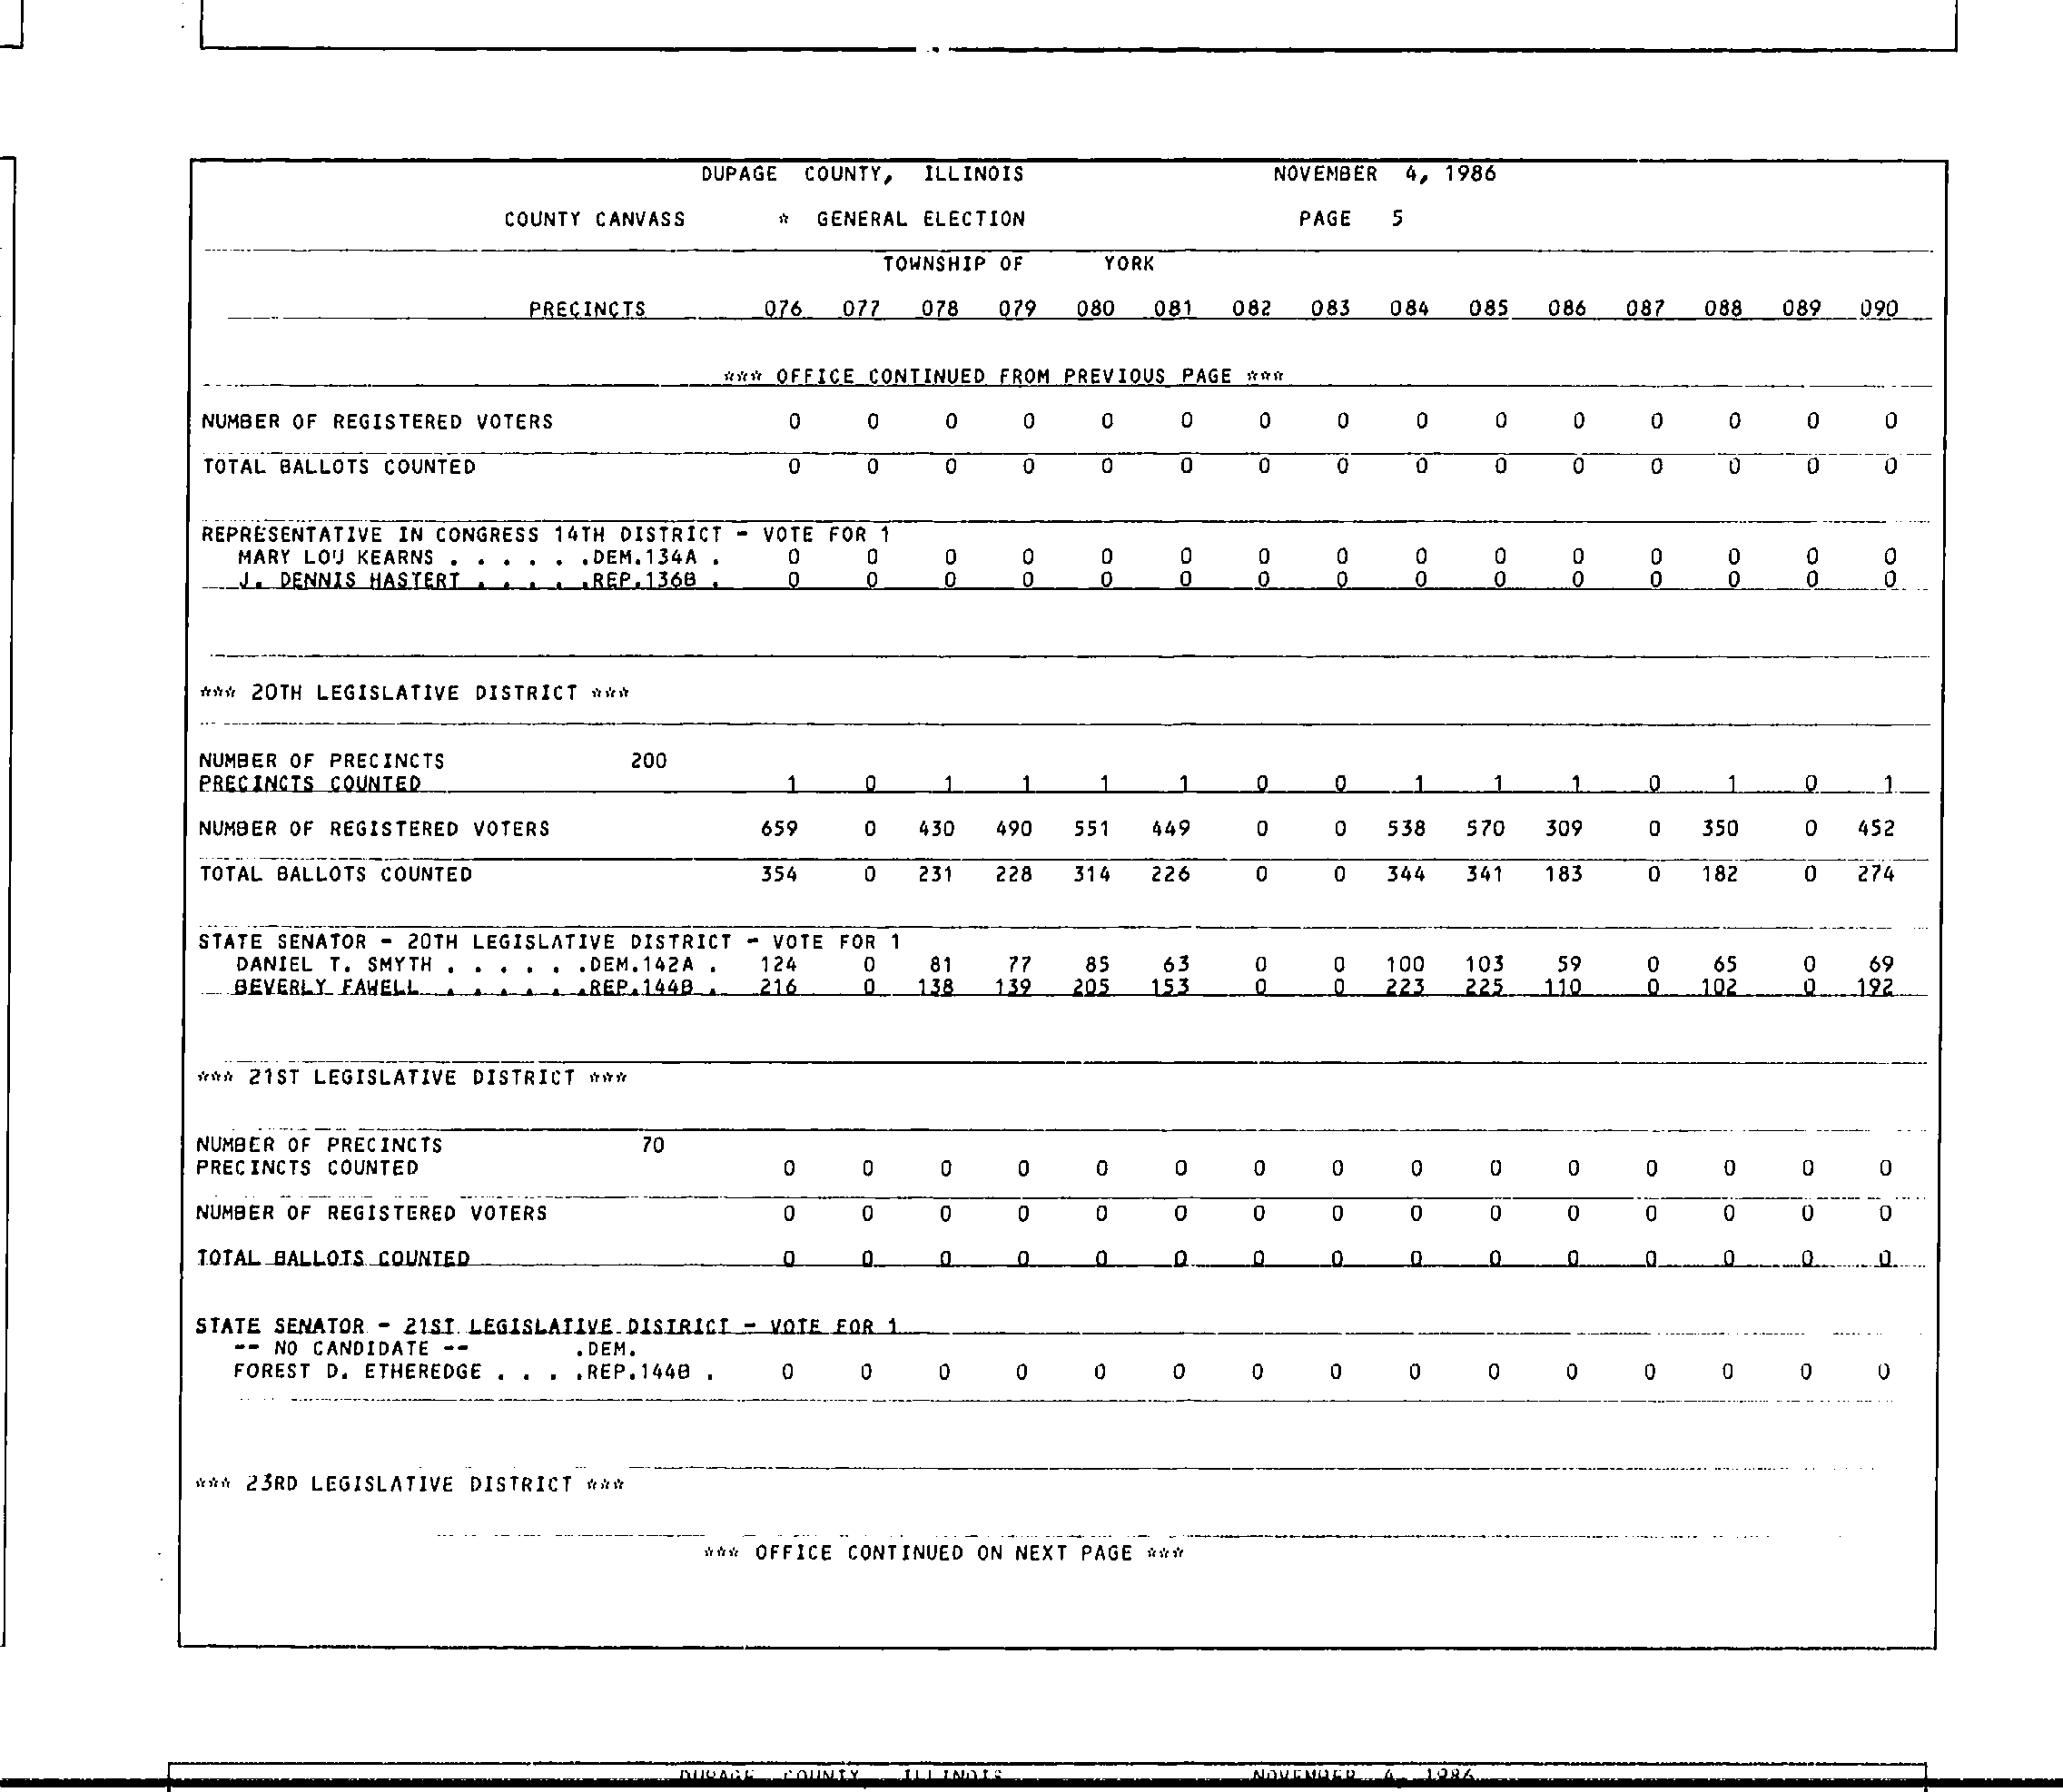 DUPAGE COUNTY, ILLINOIS NOVEMBER 4, 1986
COUNTY CANVASS * GENERAL ELECTION PAGE 5
TOWNSHIP OF YORK
PRECINCTS 076 077 078 079 080 081 082 083 084 085 086 087 088 089 090
*** OFFICE CONTINUED FROM PREVIOUS PAGE ***
NUMBER OF REGISTERED VOTERS 0 0 0 0 0 0 0 0 0 0 0 0 0 0 0
TOTAL BALLOTS COUNTED 0 0 0 0 0 0 0 0 0 0 0 0 0 0 0
REPRESENTATIVE IN CONGRESS 14TH DISTRICT - VOTE FOR 1
MARY LOU KEARNS . . . . . .DEM.134A . 0 0 0 0 0 0 0 0 0 0 0 0 0 0 0
J. DENNIS HASTERT . . . . .REP.136B . 0 0 0 0 0 0 0 0 0 0 0 0 0 0 0
*** 20TH LEGISLATIVE DISTRICT ***
NUMBER OF PRECINCTS 200
PRECINCTS COUNTED 1 0 1 1 1 1 0 0 1 1 1 0 1 0 1
NUMBER OF REGISTERED VOTERS 659 0 430 490 551 449 0 0 538 570 309 0 350 0 452
TOTAL BALLOTS COUNTED 354 0 231 228 314 226 0 0 344 341 183 0 182 0 274
STATE SENATOR - 20TH LEGISLATIVE DISTRICT - VOTE FOR 1
DANIEL T. SMYTH . . . . . .DEM.142A . 124 0 81 77 85 63 0 0 100 103 59 0 65 0 69
BEVERLY FAWELL . . . . . .REP.144B . 216 0 138 139 205 153 0 0 223 225 110 0 102 0 192
*** 21ST LEGISLATIVE DISTRICT ***
NUMBER OF PRECINCTS 70
PRECINCTS COUNTED 0 0 0 0 0 0 0 0 0 0 0 0 0 0 0
NUMBER OF REGISTERED VOTERS 0 0 0 0 0 0 0 0 0 0 0 0 0 0 0
TOTAL BALLOTS COUNTED 0 0 0 0 0 0 0 0 0 0 0 0 0 0 0
STATE SENATOR - 21ST LEGISLATIVE DISTRICT - VOTE FOR 1
-- NO CANDIDATE -- .DEM.
FOREST D. ETHEREDGE . . . .REP.144B . 0 0 0 0 0 0 0 0 0 0 0 0 0 0 0
*** 23RD LEGISLATIVE DISTRICT ***
*** OFFICE CONTINUED ON NEXT PAGE ***
DUPAGE COUNTY ILLINOIS NOVEMBER 4, 1986